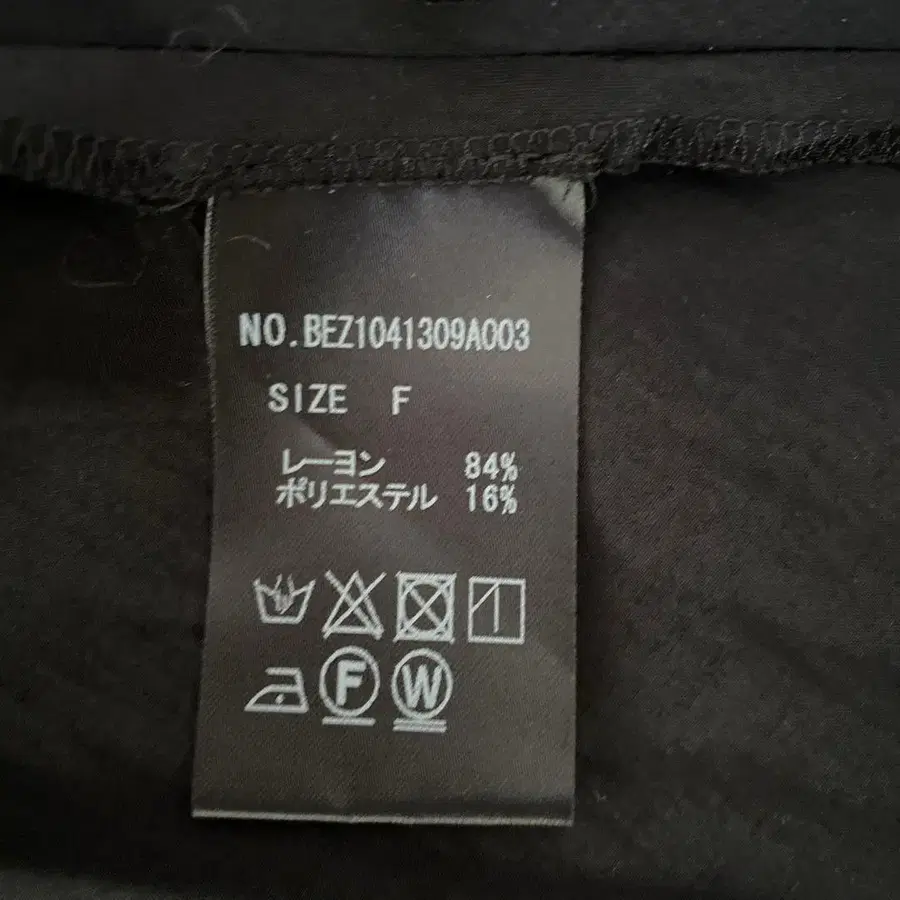 NO.BEZ1041309A003
SIZE F
レーヨン 84%
ポリエステル 16%
F W